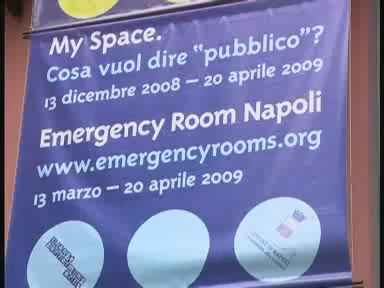 My Space.
Cosa vuol dire “pubblico”?
13 dicembre 2008 – 20 aprile 2009
Emergency Room Napoli
www.emergencyrooms.org
13 marzo – 20 aprile 2009
NAPOLI